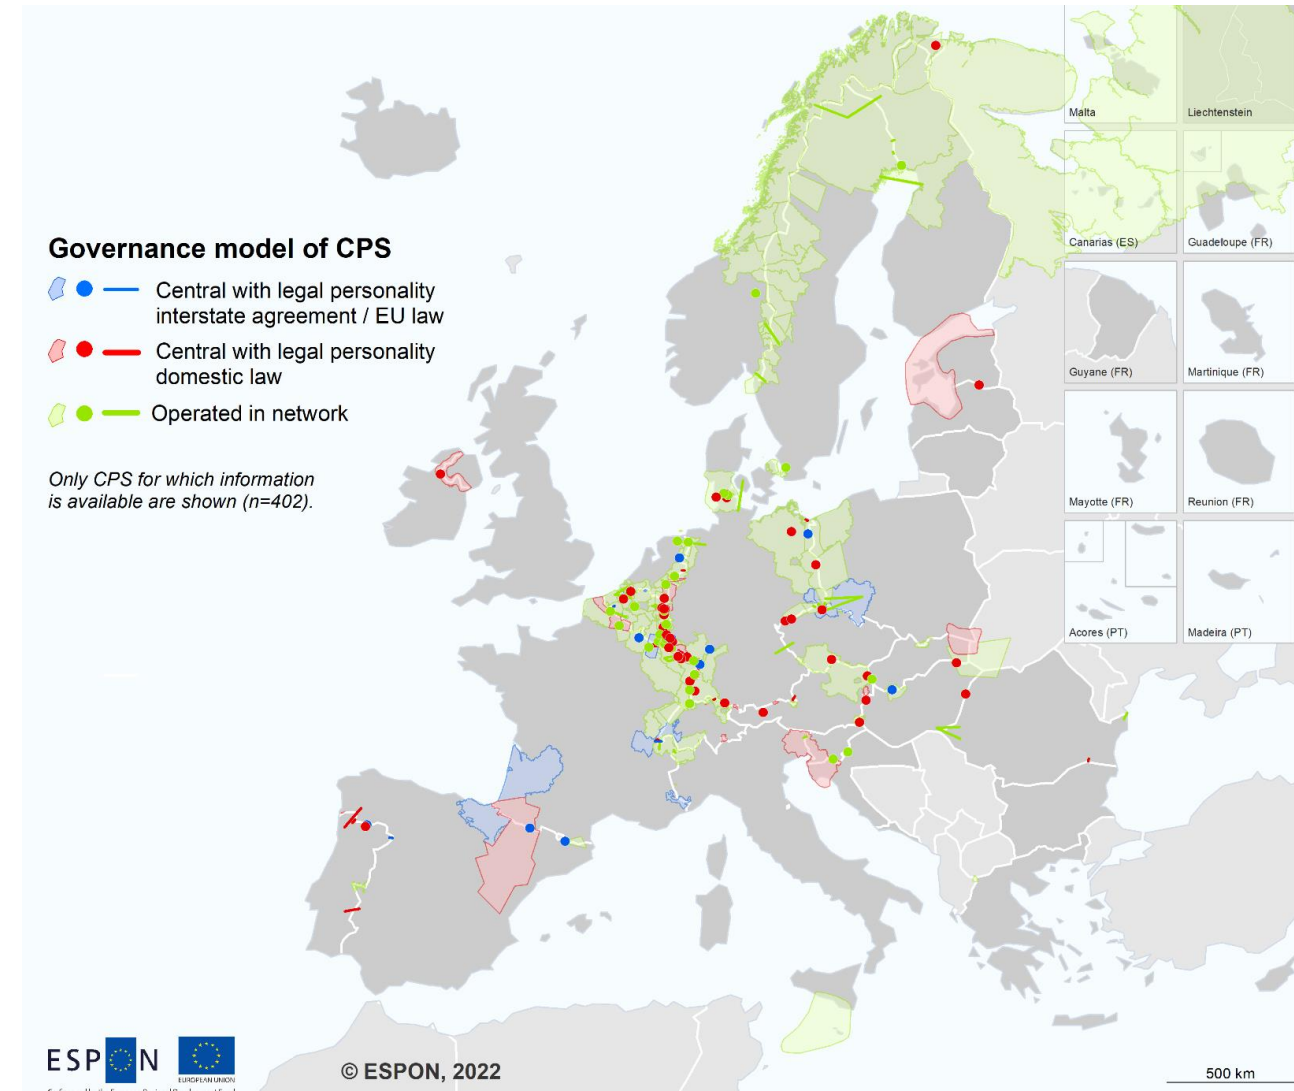 Malta
Liechtenstein
Canarias (ES)
Guadeloupe (FR)
Governance model of CPS
Central with legal personality
interstate agreement / EU law
Central with legal personality
domestic law
Operated in network
Only CPS for which information
is available are shown (n=402).
Guyane (FR)
Martinique (FR)
Mayotte (FR)
Reunion (FR)
Acores (PT)
Madeira (PT)
ESPON
EUROPEAN UNION
© ESPON, 2022
500 km